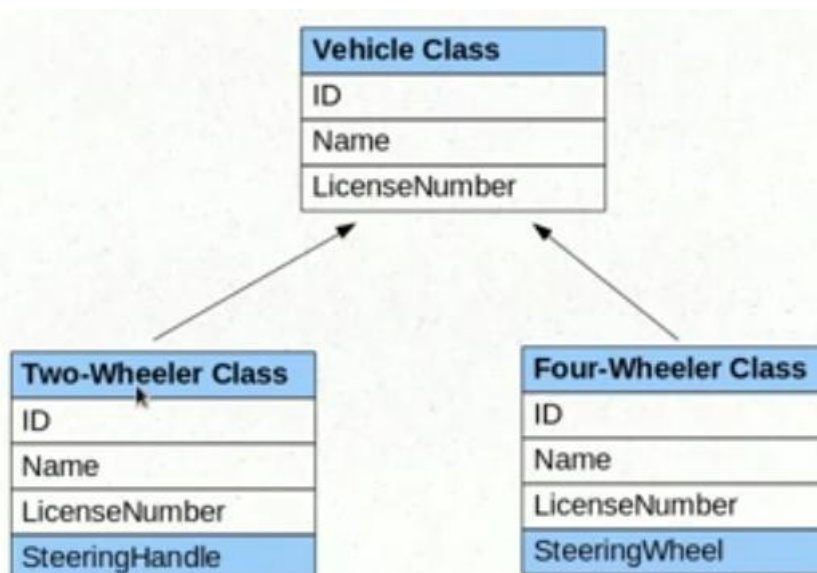 Vehicle Class
ID
Name
LicenseNumber
Two-Wheeler Class
ID
Name
LicenseNumber
SteeringHandle
Four-Wheeler Class
ID
Name
LicenseNumber
SteeringWheel